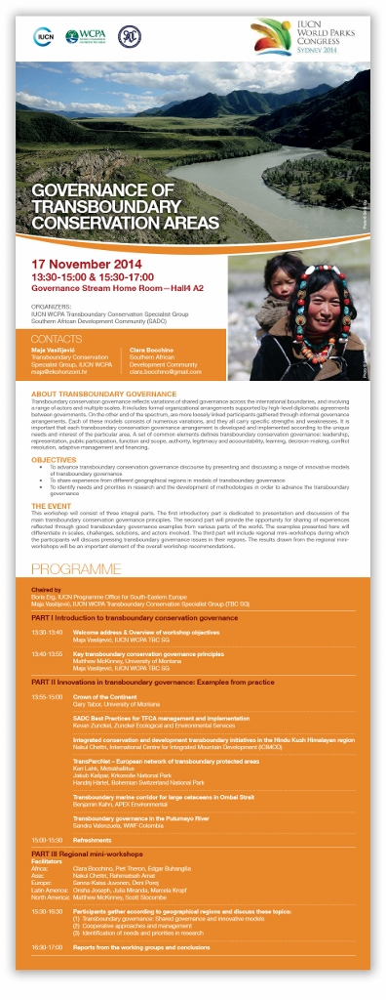 IUCN
WCPA
SADC
IUCN
WORLD PARKS
CONGRESS
SYDNEY 2014
GOVERNANCE OF
TRANSBOUNDARY
CONSERVATION AREAS
17 November 2014
13:30-15:00 & 15:30-17:00
Governance Stream Home Room—Hall4 A2
ORGANIZERS:
IUCN WCPA Transboundary Conservation Specialist Group
Southern African Development Community (SADC)
CONTACTS
Maja Vasilijević
Transboundary Conservation
Specialist Group, IUCN WCPA
maja@ekohorizont.hr
Clara Bocchino
Southern African
Development Community
clara.bocchino@gmail.com
ABOUT TRANSBOUNDARY GOVERNANCE
Transboundary conservation governance reflects variations of shared governance across the international boundaries, and involving
a range of actors and multiple scales. It includes formal organizational arrangements supported by high-level diplomatic agreements
between governments. On the other end of the spectrum, are more loosely linked participants gathered through informal governance
arrangements. Each of these models consists of numerous variations, and they all carry specific strengths and weaknesses. It is
important that each transboundary conservation governance arrangement is developed and implemented according to the unique
needs and interest of the particular area. A set of common elements defines transboundary conservation governance: leadership,
representation, public participation, function and scope, authority, legitimacy and accountability, learning, decision-making, conflict
resolution, adaptive management and financing.
OBJECTIVES
• To advance transboundary conservation governance discourse by presenting and discussing a range of innovative models
of transboundary governance
• To share experience from different geographical regions in models of transboundary governance
• To identify needs and priorities in research and the development of methodologies in order to advance the transboundary
governance
THE EVENT
This workshop will consist of three integral parts. The first introductory part is dedicated to presentation and discussion of the
main transboundary conservation governance principles. The second part will provide the opportunity for sharing of experiences
reflected through good transboundary governance examples from various parts of the world. The examples presented here will
differentiate in scales, challenges, solutions, and actors involved. The third part will include regional mini-workshops during which
the participants will discuss pressing transboundary governance issues in their regions. The results drawn from the regional mini-
workshops will be an important element of the overall workshop recommendations.
PROGRAMME
Chaired by
Boris Erg, IUCN Programme Office for South-Eastern Europe
Maja Vasilijević, IUCN WCPA Transboundary Conservation Specialist Group (TBC SG)
PART I Introduction to transboundary conservation governance
13:30-13:40 Welcome address & Overview of workshop objectives
Maja Vasilijević, IUCN WCPA TBC SG
13:40-13:55 Key transboundary conservation governance principles
Matthew McKinney, University of Montana
Maja Vasilijević, IUCN WCPA TBC SG
PART II Innovations in transboundary governance: Examples from practice
13:55-15:00 Crown of the Continent
Gary Tabor, University of Montana
SADC Best Practices for TFCA management and implementation
Kevan Zunckel, Zunckel Ecological and Environmental Services
Integrated conservation and development transboundary initiatives in the Hindu Kush Himalayan region
Nakul Chettri, International Centre for Integrated Mountain Development (ICIMOD)
TransParcNet – European network of transboundary protected areas
Kari Lahti, Metsähallitus
Jakub Kašpar, Krkonoše National Park
Handrij Härtel, Bohemian Switzerland National Park
Transboundary marine corridor for large cetaceans in Ombai Strait
Benjamin Kahn, APEX Environmental
Transboundary governance in the Putumayo River
Sandra Valenzuela, WWF Colombia
15:00-15:30 Refreshments
PART III Regional mini-workshops
Facilitators
Africa: Clara Bocchino, Piet Theron, Edgar Buhanglia
Asia: Nakul Chettri,
Europe: Sanna-Kaisa Juvonen, Deni Porej
Latin America: Orisha Joseph, Julia Miranda, Marcela Kropf
North America: Matthew McKinney, Scott Slocombe
15:30-16:30 Participants gather according to geographical regions and discuss these topics:
(1) Transboundary governance: Shared governance and innovative models
(2) Cooperative approaches and management
(3) Identification of needs and priorities in research
16:30-17:00 Reports from the working groups and conclusions